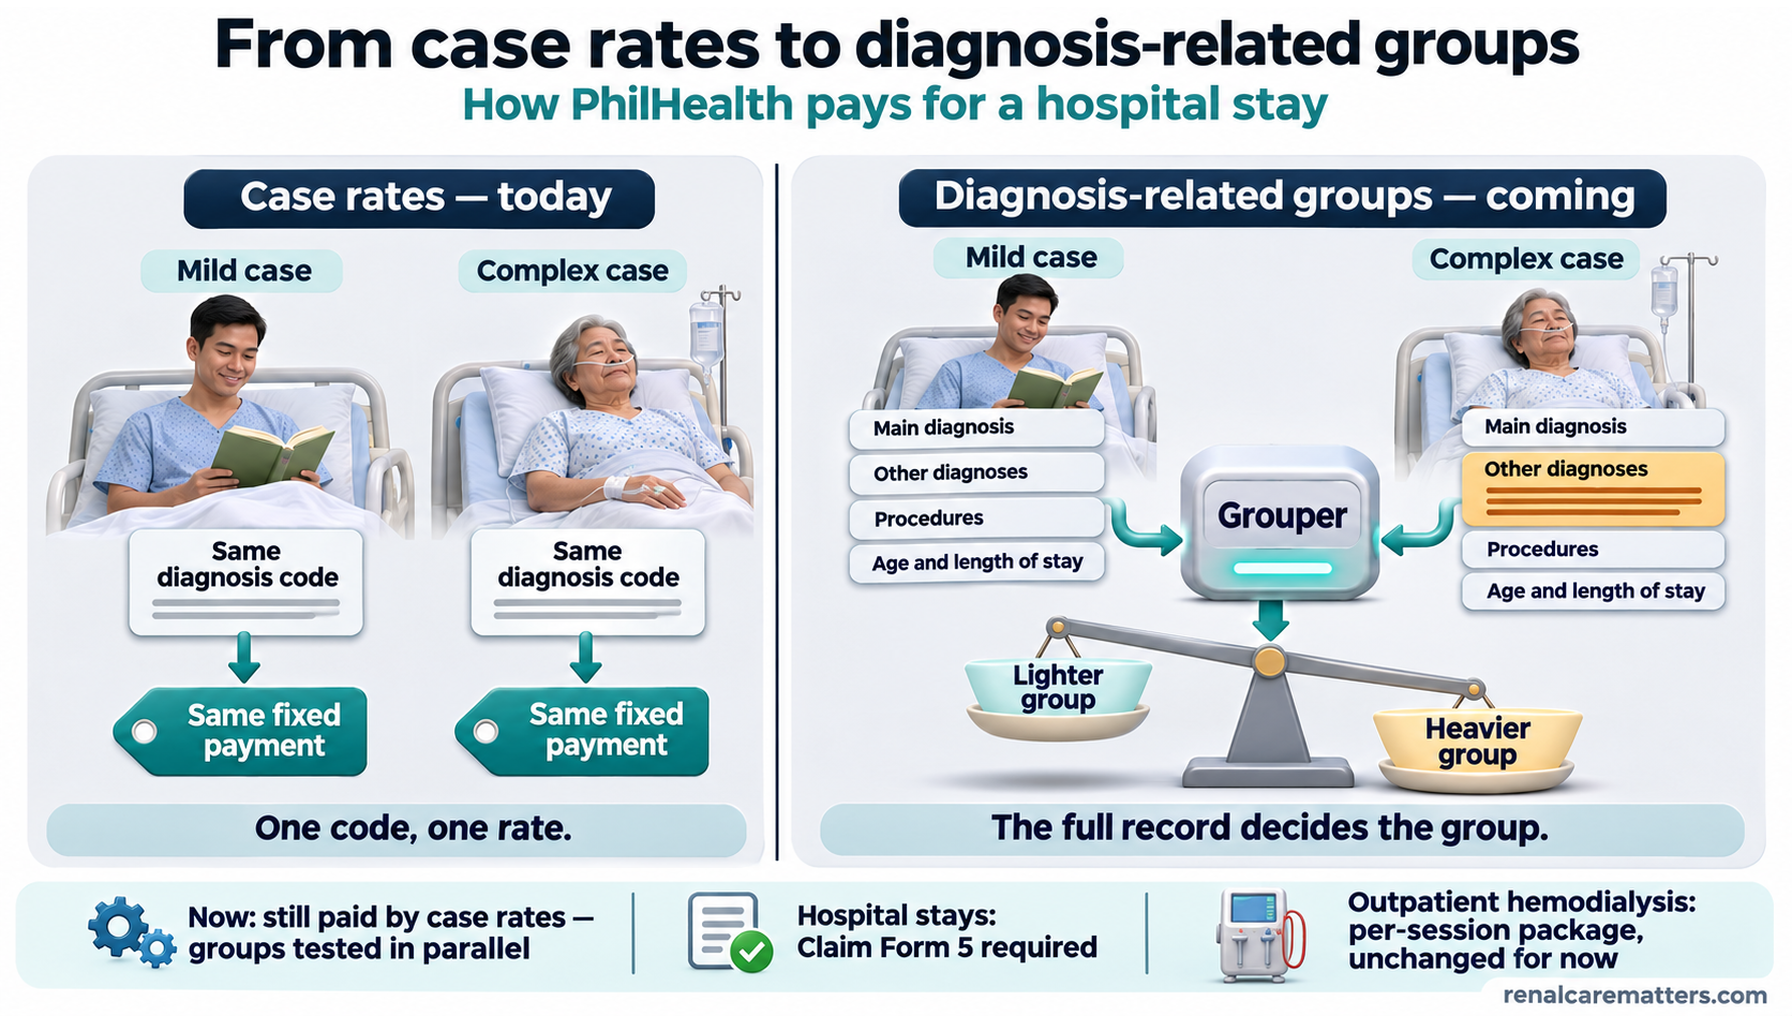 From case rates to diagnosis-related groups
How PhilHealth pays for a hospital stay
Case rates — today
Mild case
Complex case
Same
diagnosis code
Same
diagnosis code
Same fixed
payment
Same fixed
payment
One code, one rate.
Diagnosis-related groups — coming
Mild case
Complex case
Main diagnosis
Other diagnoses
Procedures
Age and length of stay
Grouper
Main diagnosis
Other diagnoses
Procedures
Age and length of stay
Lighter
group
Heavier
group
The full record decides the group.
Now: still paid by case rates —
groups tested in parallel
Hospital stays:
Claim Form 5 required
Outpatient hemodialysis:
per-session package,
unchanged for now
renalcarematters.com